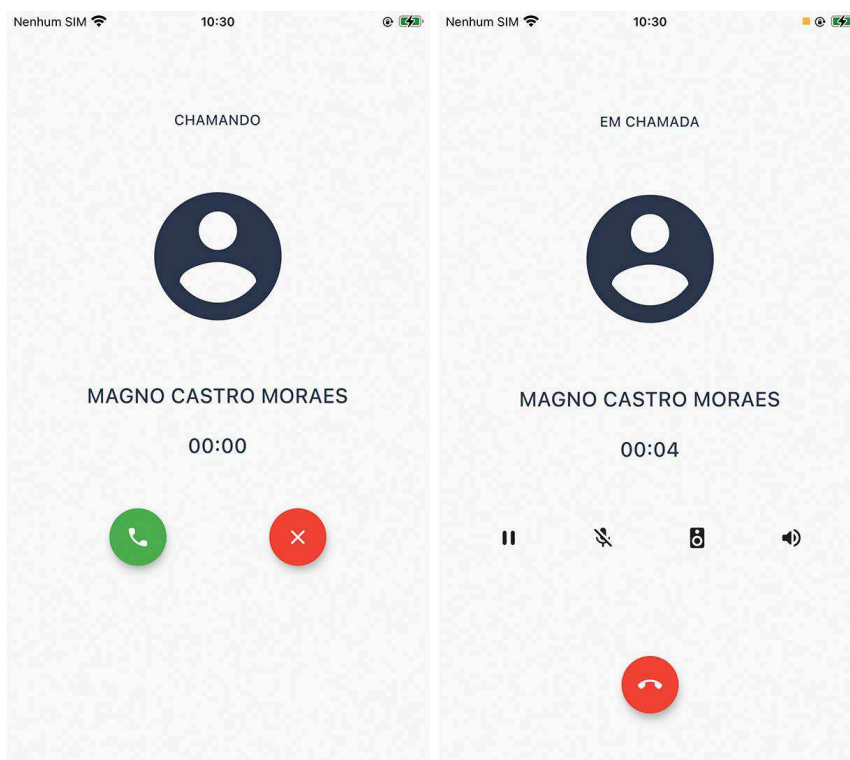 Nenhum SIM 10:30
CHAMANDO
MAGNO CASTRO MORAES
00:00
Nenhum SIM 10:30
EM CHAMADA
MAGNO CASTRO MORAES
00:04